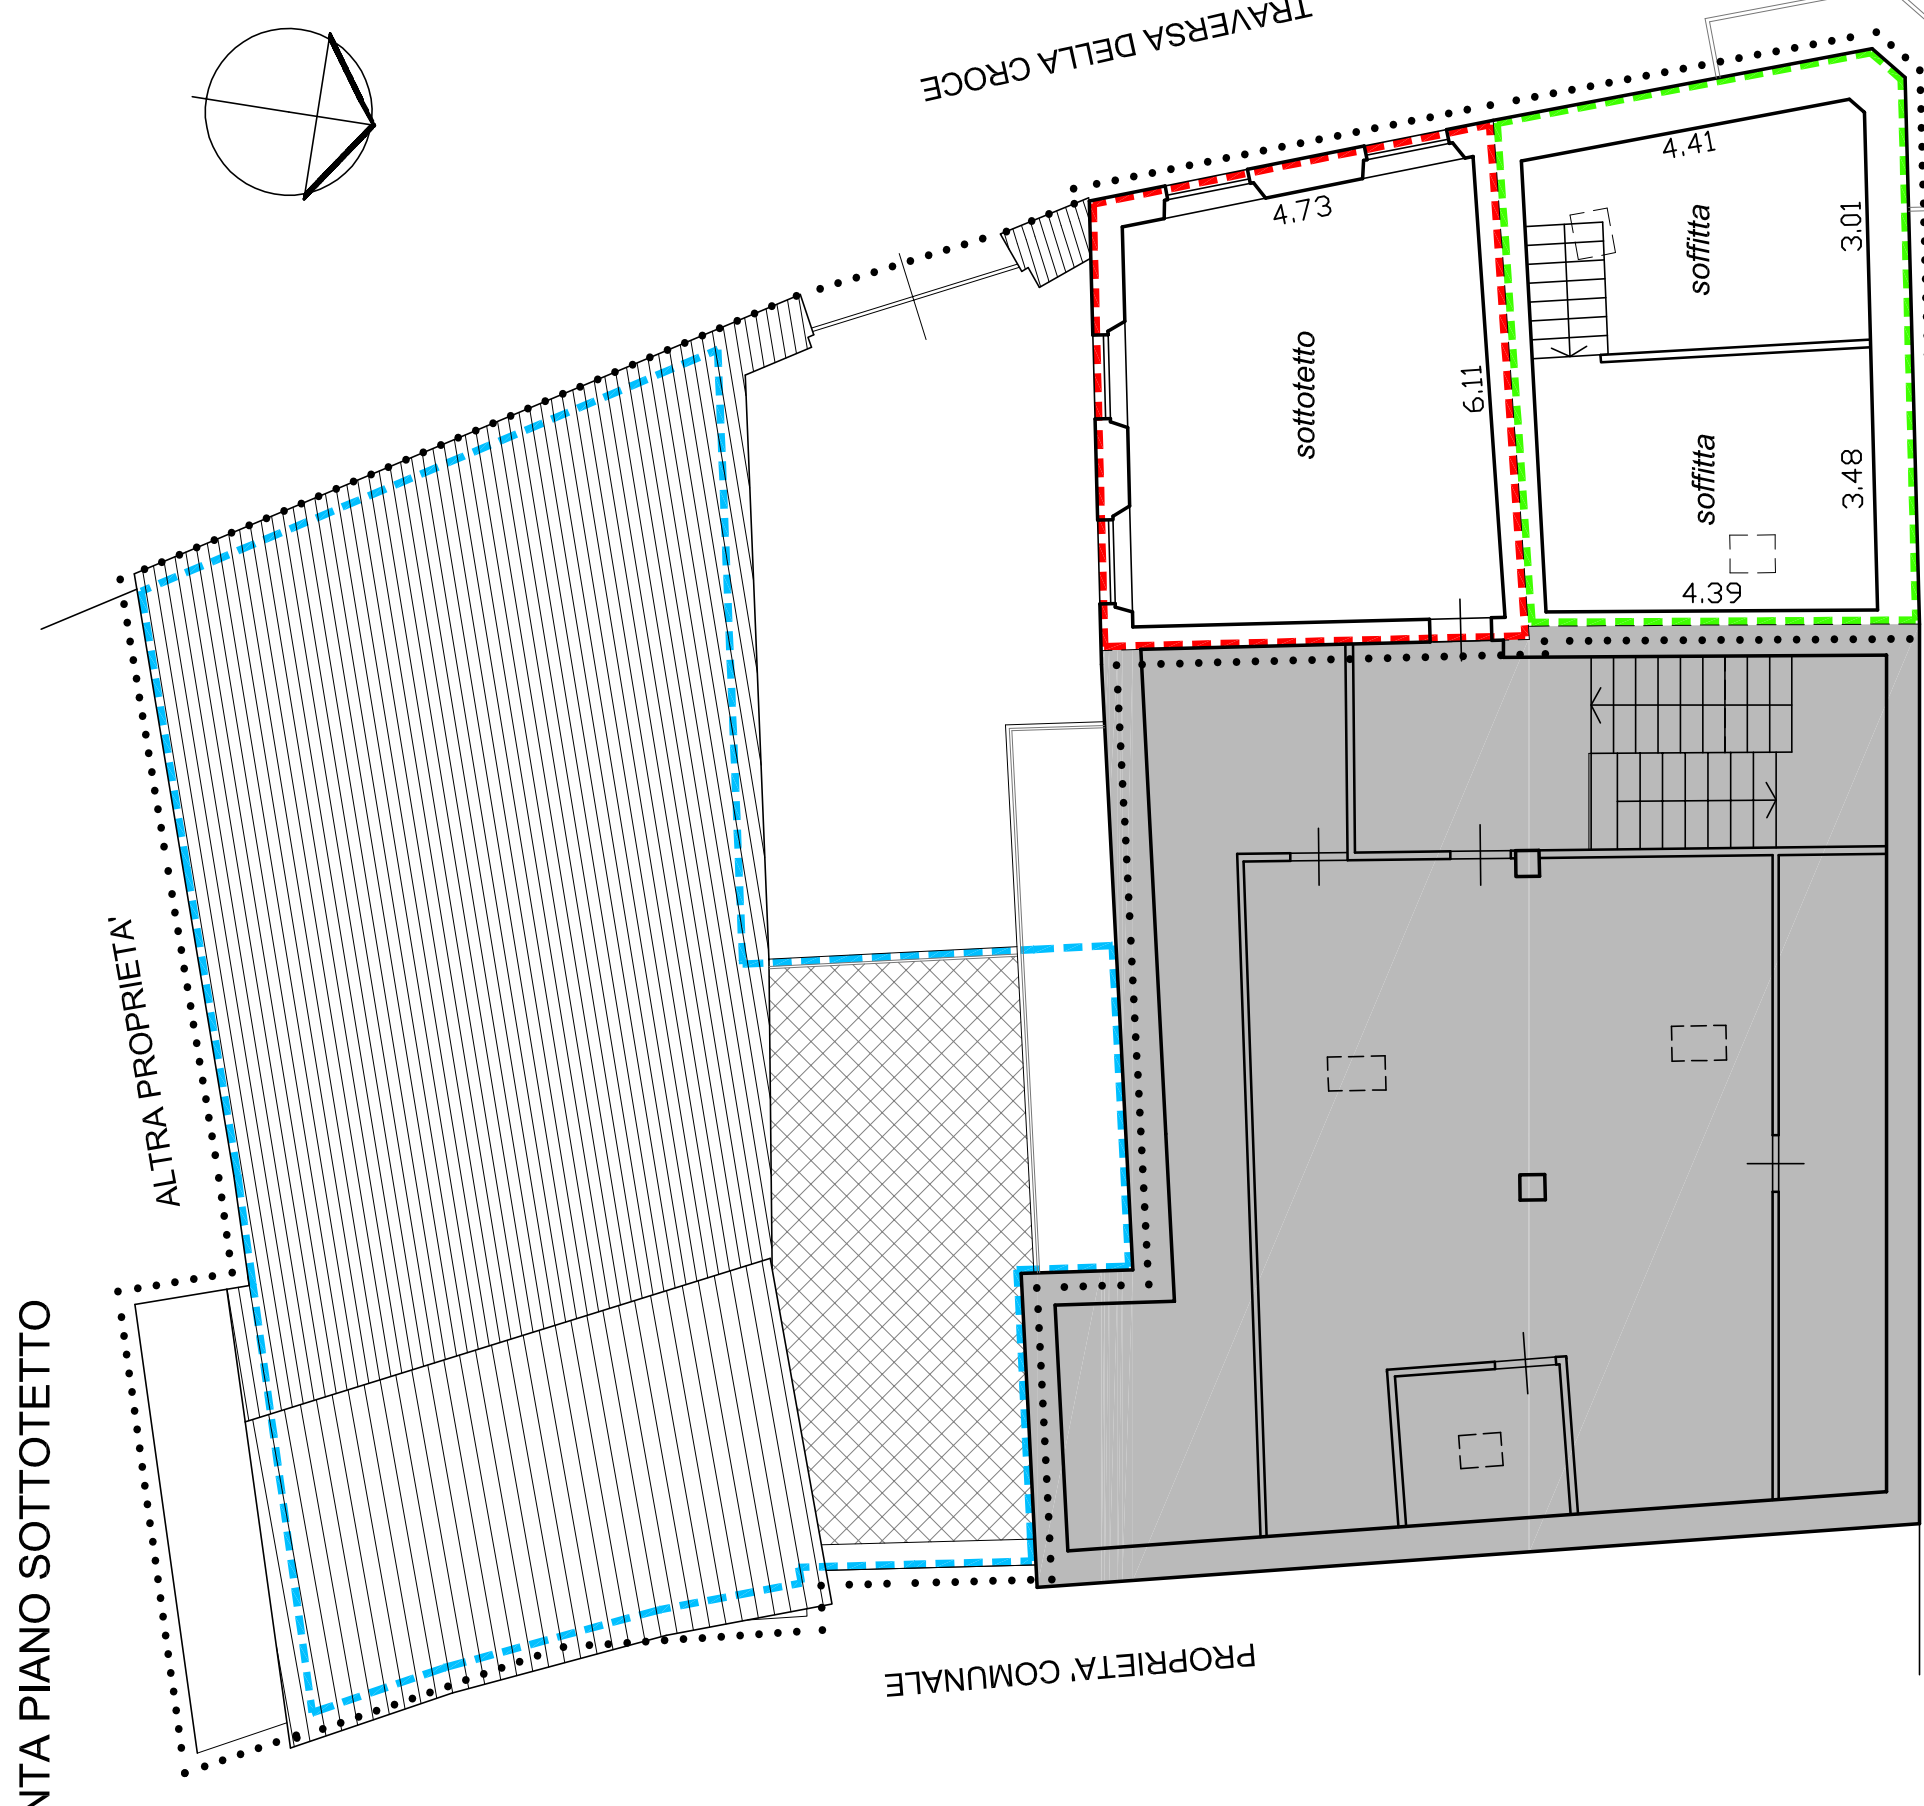 TRAVERSA DELLA CROCE
4.41
4.73
soffitta
3.01
sottotetto
6.11
soffitta
3.48
4.39
ALTRA PROPRIETA'
NTA PIANO SOTTOTETTO
PROPRIETA' COMUNALE